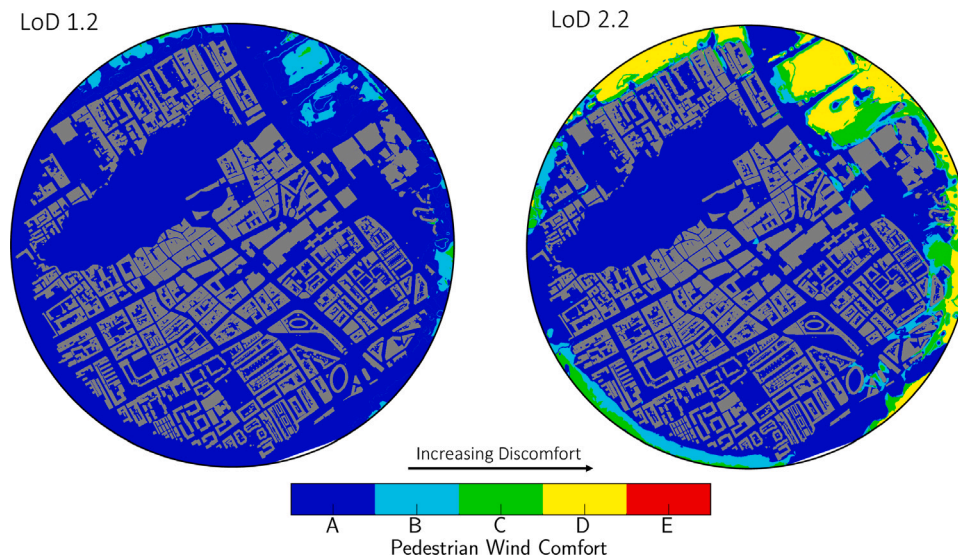 LoD 1.2
LoD 2.2
Increasing Discomfort
A B C D E
Pedestrian Wind Comfort